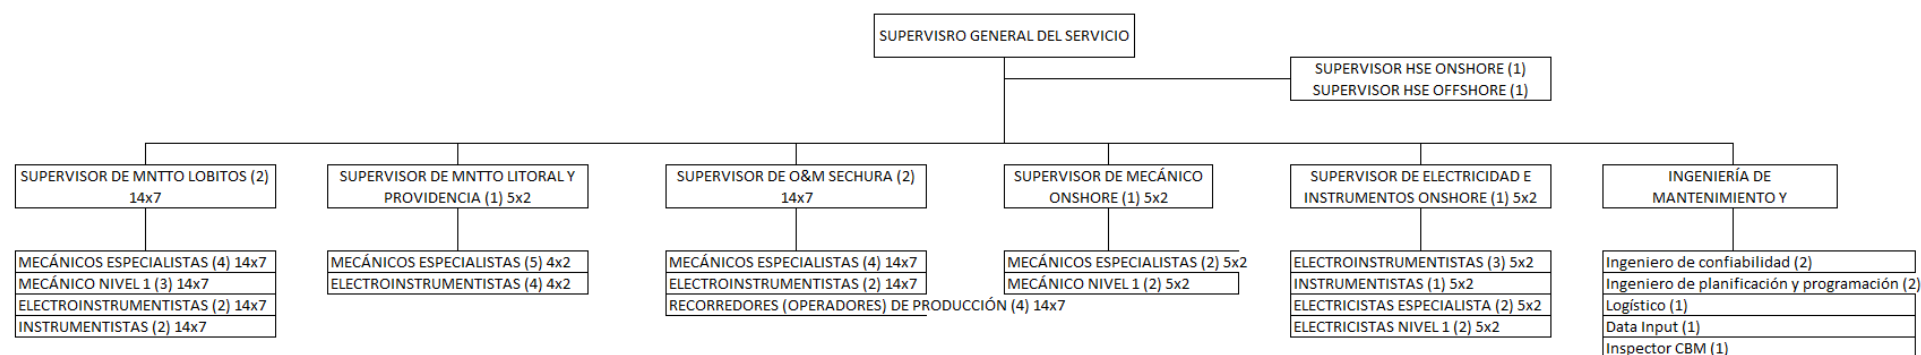 SUPERVISRO GENERAL DEL SERVICIO
SUPERVISOR HSE ONSHORE (1)
SUPERVISOR HSE OFFSHORE (1)
SUPERVISOR DE MNTTO LOBITOS (2)
14x7
SUPERVISOR DE MNTTO LITORAL Y
PROVIDENCIA (1) 5x2
SUPERVISOR DE O&M SECHURA (2)
14x7
SUPERVISOR DE MECÁNICO
ONSHORE (1) 5x2
SUPERVISOR DE ELECTRICIDAD E
INSTRUMENTOS ONSHORE (1) 5x2
INGENIERÍA DE
MANTENIMIENTO Y
MECÁNICOS ESPECIALISTAS (4) 14x7
MECÁNICO NIVEL 1 (3) 14x7
ELECTROINSTRUMENTISTAS (2) 14x7
INSTRUMENTISTAS (2) 14x7
MECÁNICOS ESPECIALISTAS (5) 4x2
ELECTROINSTRUMENTISTAS (4) 4x2
MECÁNICOS ESPECIALISTAS (4) 14x7
ELECTROINSTRUMENTISTAS (2) 14x7
RECORREDORES (OPERADORES) DE PRODUCCIÓN (4) 14x7
MECÁNICOS ESPECIALISTAS (2) 5x2
MECÁNICO NIVEL 1 (2) 5x2
ELECTROINSTRUMENTISTAS (3) 5x2
INSTRUMENTISTAS (1) 5x2
ELECTRICISTAS ESPECIALISTA (2) 5x2
ELECTRICISTAS NIVEL 1 (2) 5x2
Ingeniero de confiabilidad (2)
Ingeniero de planificación y programación (2)
Logístico (1)
Data Input (1)
Inspector CBM (1)